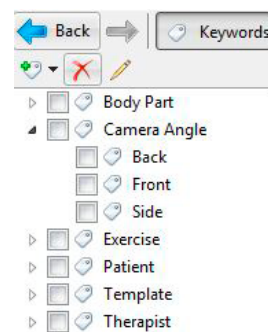 Back Keywords
Body Part
Camera Angle
Back
Front
Side
Exercise
Patient
Template
Therapist